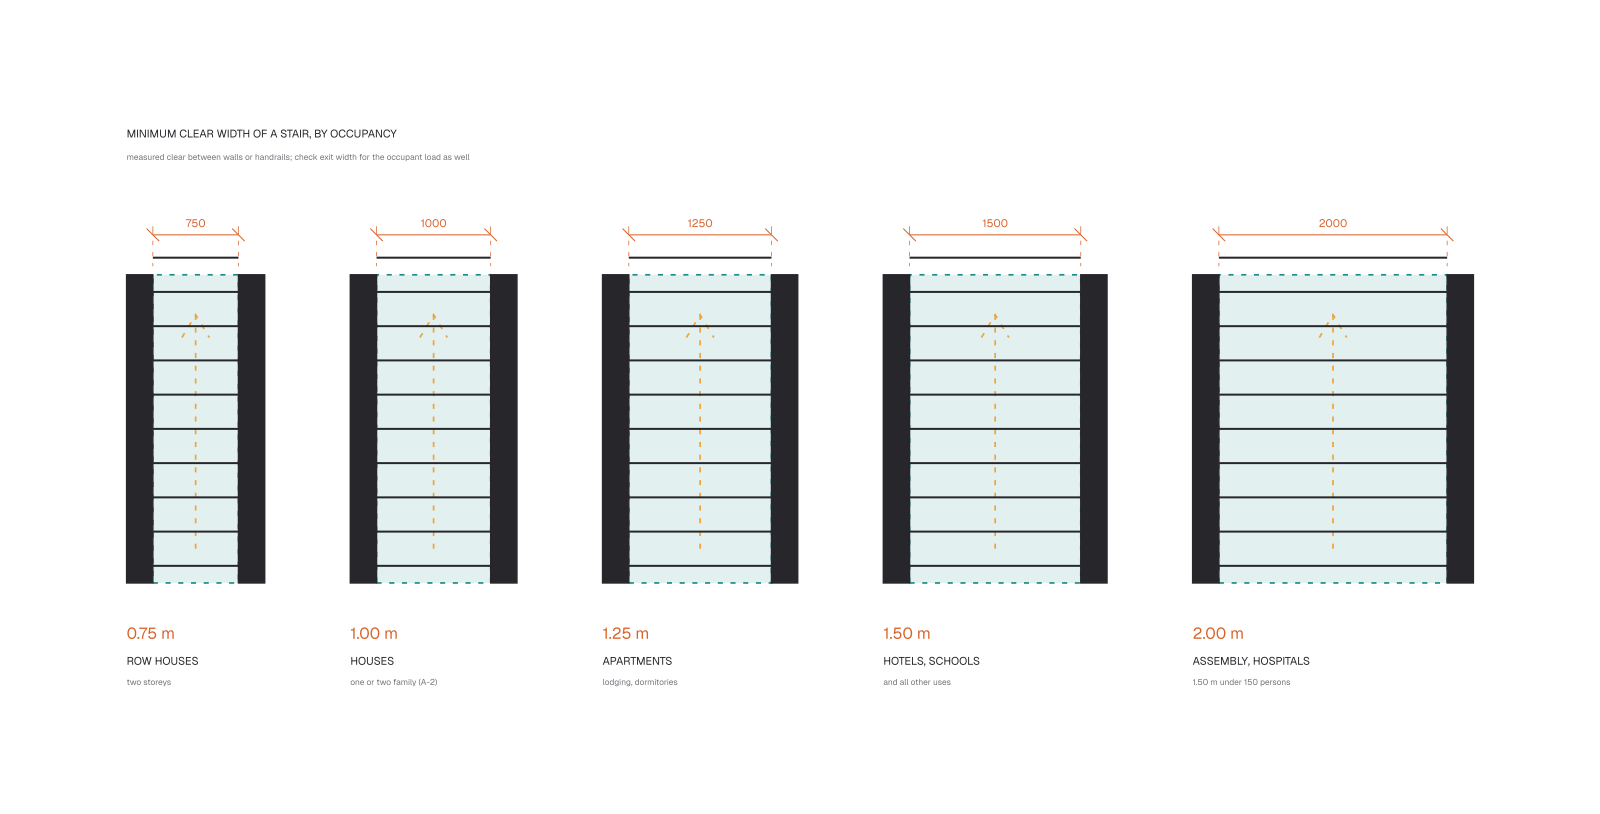 MINIMUM CLEAR WIDTH OF A STAIR, BY OCCUPANCY
measured clear between walls or handrails; check exit width for the occupant load as well
750
1000
1250
1500
2000
0.75 m
ROW HOUSES
two storeys
1.00 m
HOUSES
one or two family (A-2)
1.25 m
APARTMENTS
lodging, dormitories
1.50 m
HOTELS, SCHOOLS
and all other uses
2.00 m
ASSEMBLY, HOSPITALS
1.50 m under 150 persons